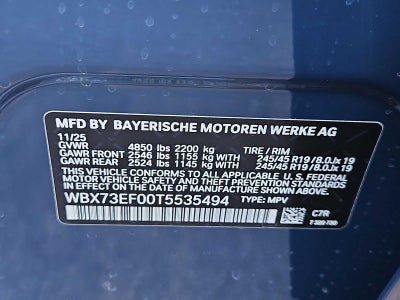 MFD BY BAYERISCHE MOTOREN WERKE AG
11/25
GVWR 4850 lbs 2200 kg TIRE / RIM
GAWR FRONT 2546 lbs 1155 kg WITH 245/45 R19 / 8.0Jx 19
GAWR REAR 2524 lbs 1145 kg WITH 245/45 R19 / 8.0Jx 19
THIS VEHICLE CONFORMS TO ALL APPLICABLE U.S. FEDERAL
MOTOR VEHICLE SAFETY, BUMPER, AND THEFT PREVENTION
STANDARDS IN EFFECT ON THE DATE OF MANUFACTURE SHOWN ABOVE.
WBX73EF00T5535494 TYPE: MPV
C7R